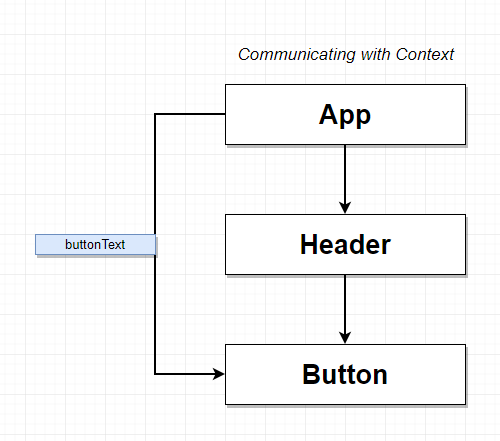 Communicating with Context
App
buttonText
Header
Button